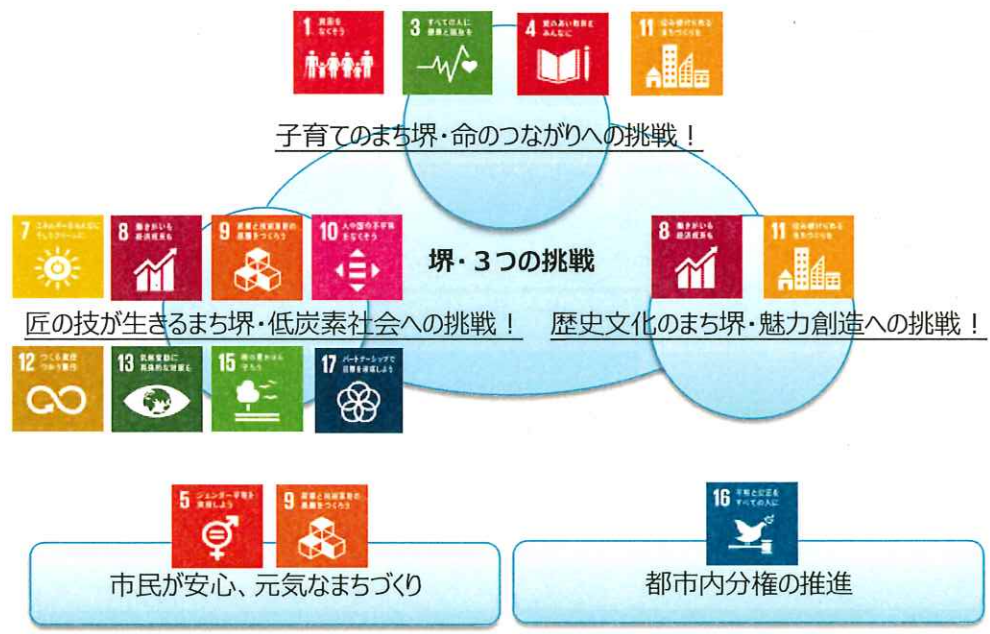 1 貧困を
なくそう
3 すべての人に
健康と福祉を
4 質の高い教育を
みんなに
11 住み続けられる
まちづくりを
子育てのまち堺・命のつながりへの挑戦！
7 エネルギーをみんなに
そしてクリーンに
8 働きがいも
経済成長も
9 産業と技術革新の
基盤をつくろう
10 人や国の不平等
をなくそう
堺・３つの挑戦
8 働きがいも
経済成長も
11 住み続けられる
まちづくりを
匠の技が生きるまち堺・低炭素社会への挑戦！
歴史文化のまち堺・魅力創造への挑戦！
12 つくる責任
つかう責任
13 気候変動に
具体的な対策を
15 陸の豊かさも
守ろう
17 パートナーシップで
目標を達成しよう
5 ジェンダー平等を
実現しよう
9 産業と技術革新の
基盤をつくろう
16 平和と公正を
すべての人に
市民が安心、元気なまちづくり
都市内分権の推進